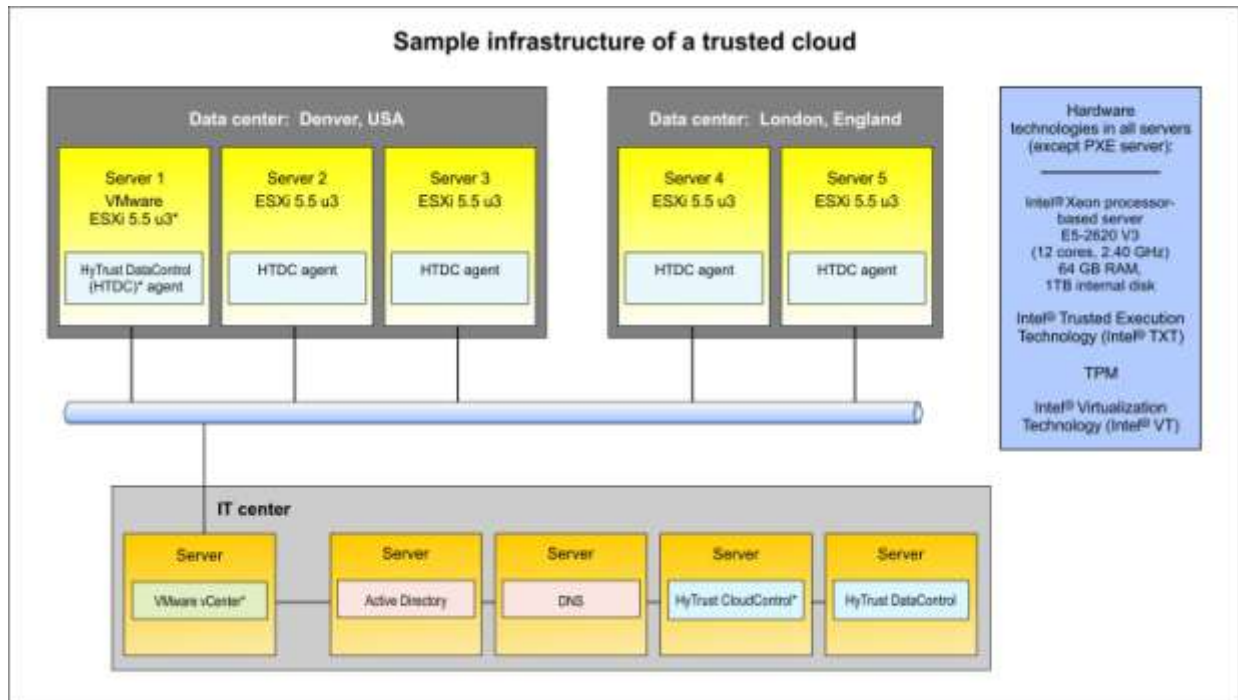 Sample infrastructure of a trusted cloud
Data center: Denver, USA
Server 1
VMware
ESXi 5.5 u3*
HyTrust DataControl
(HTDC)* agent
Server 2
ESXi 5.5 u3
HTDC agent
Server 3
ESXi 5.5 u3
HTDC agent
Data center: London, England
Server 4
ESXi 5.5 u3
HTDC agent
Server 5
ESXi 5.5 u3
HTDC agent
Hardware
technologies in all servers
(except PXE server):
Intel® Xeon processor-
based server
E5-2620 V3
(12 cores, 2.40 GHz)
64 GB RAM,
1TB internal disk
Intel® Trusted Execution
Technology (Intel® TXT)
TPM
Intel® Virtualization
Technology (Intel® VT)
IT center
Server
VMware vCenter*
Server
Active Directory
Server
DNS
Server
HyTrust CloudControl*
Server
HyTrust DataControl